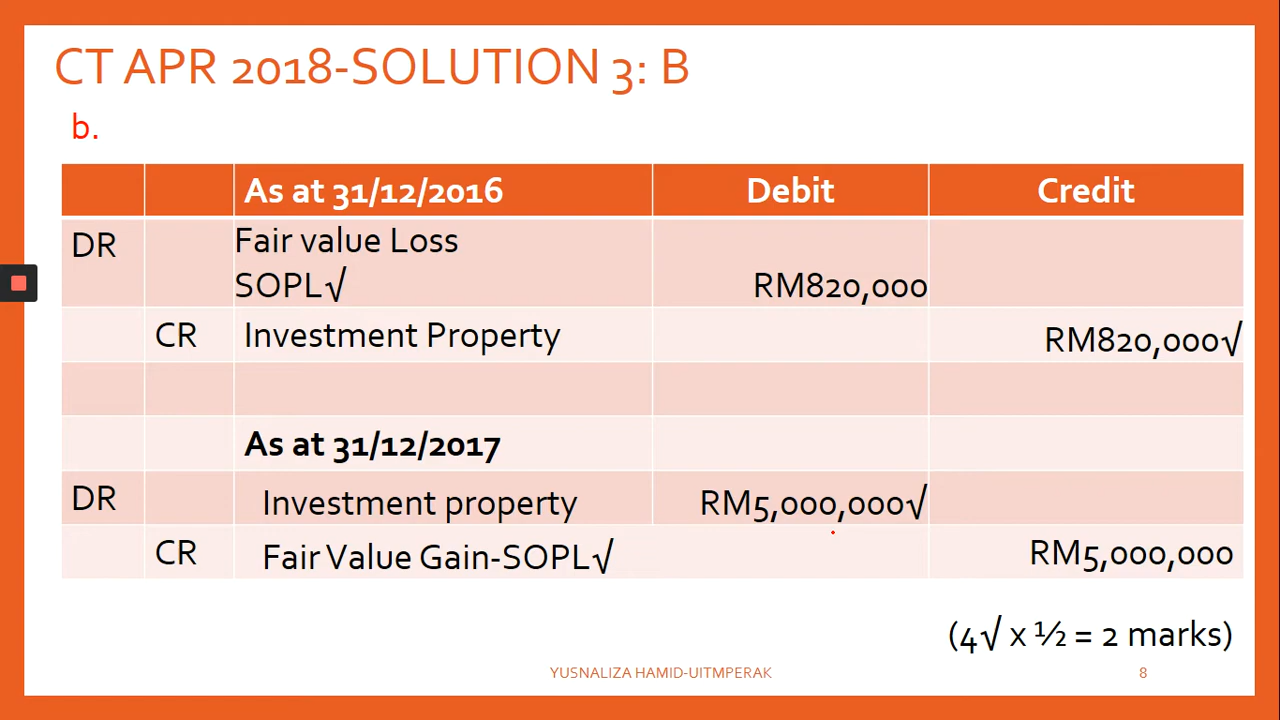 CT APR 2018-SOLUTION 3: B
b.
As at 31/12/2016 Debit Credit
DR Fair value Loss
SOPL√ RM820,000
CR Investment Property RM820,000√
As at 31/12/2017
DR Investment property RM5,000,000√
CR Fair Value Gain-SOPL√ RM5,000,000
(4√ x ½ = 2 marks)
YUSNALIZA HAMID-UITMPERAK 8